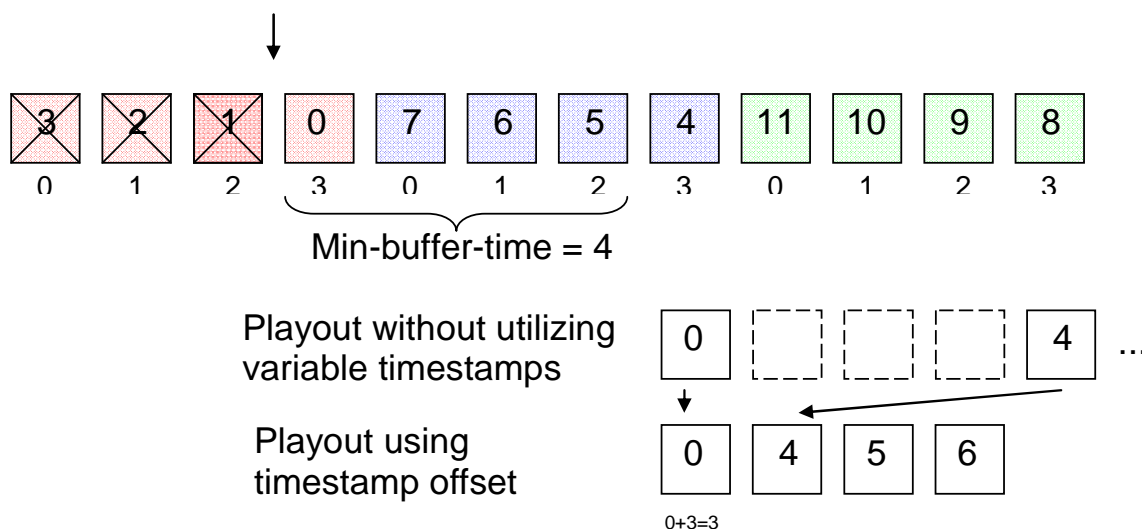 3 2 1 0 7 6 5 4 11 10 9 8
0 1 2 3 0 1 2 3 0 1 2 3
Min-buffer-time = 4
Playout without utilizing
variable timestamps
0 4 ...
Playout using
timestamp offset
0 4 5 6
0+3=3